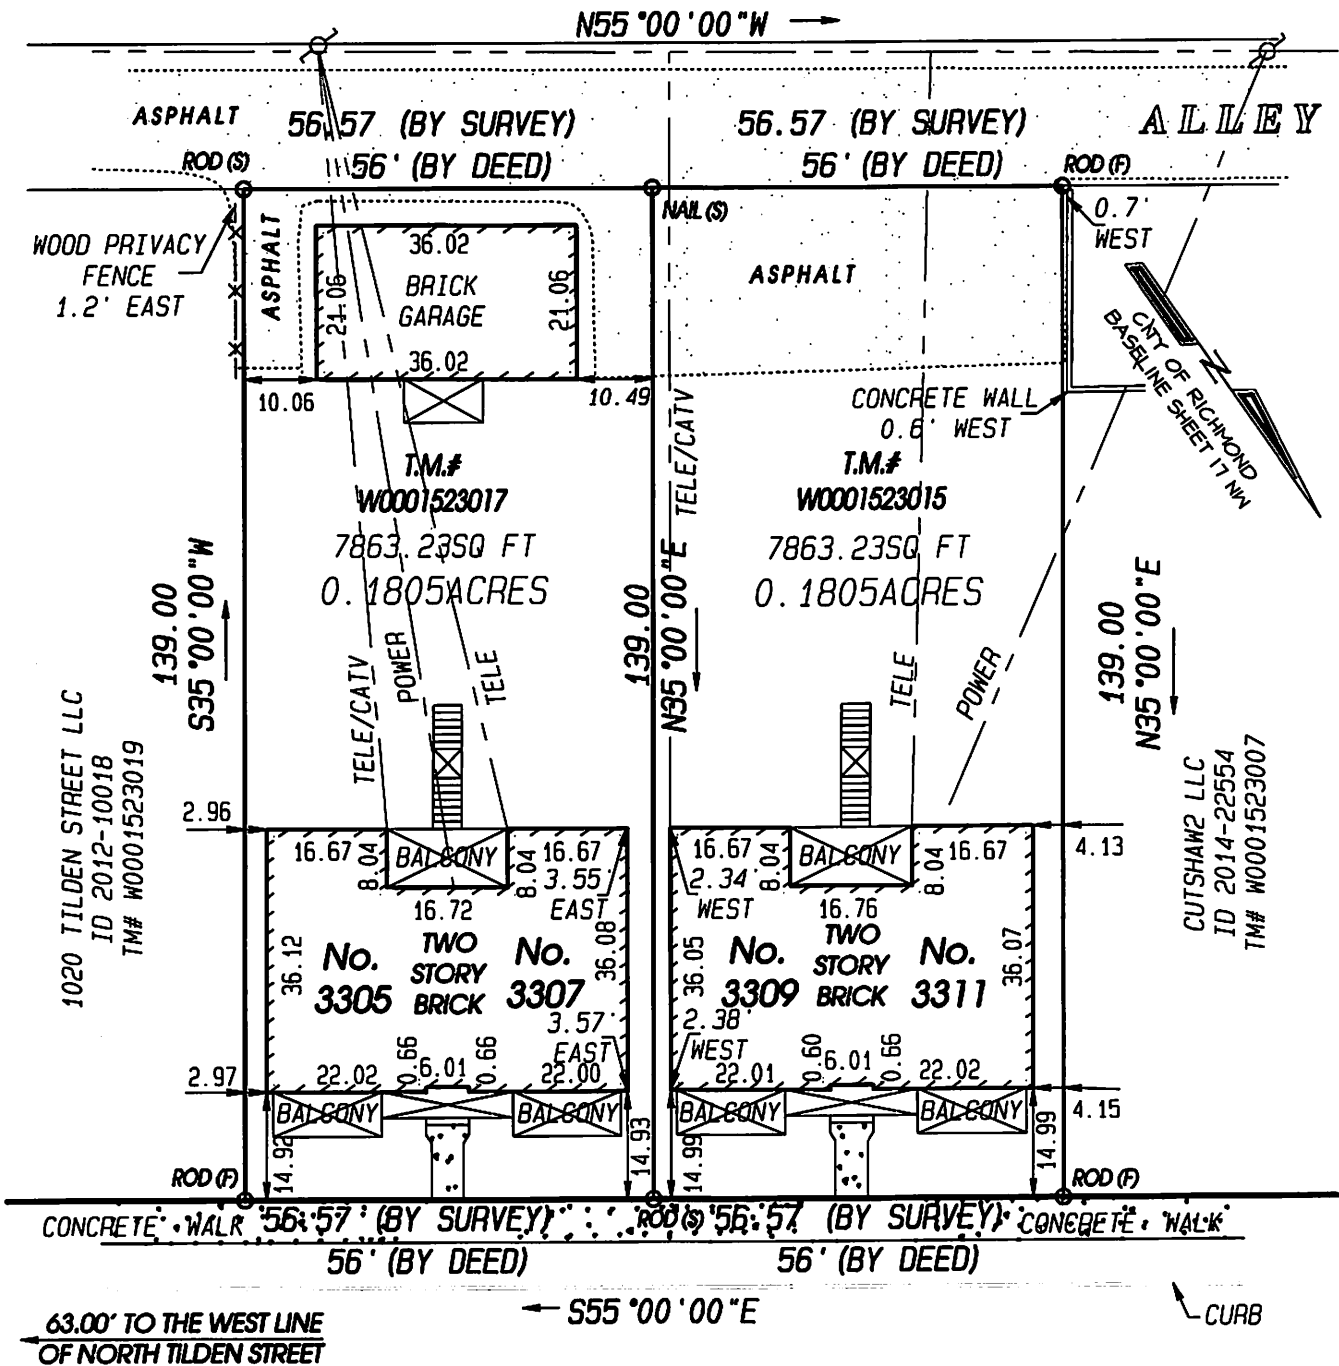 N55°00'00"W
ASPHALT
56.57 (BY SURVEY)
56' (BY DEED)
56.57 (BY SURVEY)
56' (BY DEED)
ALLEY
ROD (S)
NAIL (S)
ROD (F)
0.7'
WEST
WOOD PRIVACY
FENCE
1.2' EAST
ASPHALT
36.02
21.06
BRICK
GARAGE
21.06
36.02
ASPHALT
10.06
10.49
CONCRETE WALL
0.6' WEST
CITY OF RICHMOND
BASELINE SHEET 17 NW
N
T.M.#
W0001523017
7863.23SQ FT
0.1805ACRES
T.M.#
W0001523015
7863.23SQ FT
0.1805ACRES
TELE/CATV
139.00
S35°00'00"W
139.00
N35°00'00"E
139.00
N35°00'00"E
TELE/CATV
POWER
TELE
TELE
POWER
1020 TILDEN STREET LLC
ID 2012-10018
TM# W0001523019
CUTSHAW2 LLC
ID 2014-22554
TM# W0001523007
2.96
16.67
8.04
BALCONY
8.04
16.67
3.55'
EAST
16.72
16.67
2.34'
WEST
8.04
BALCONY
8.04
16.67
16.76
4.13
36.12
No.
3305
TWO
STORY
BRICK
No.
3307
36.08
36.05
No.
3309
TWO
STORY
BRICK
No.
3311
36.07
3.57'
EAST
2.38'
WEST
2.97
22.02
0.66
6.01
0.66
22.00
22.01
0.60
6.01
0.66
22.02
4.15
BALCONY
BALCONY
BALCONY
BALCONY
14.92
14.93
14.99
14.99
ROD (F)
ROD (F)
CONCRETE WALK
56.57 (BY SURVEY)
ROD (S)
56.57 (BY SURVEY)
CONCRETE WALK
56' (BY DEED)
56' (BY DEED)
S55°00'00"E
CURB
63.00' TO THE WEST LINE
OF NORTH TILDEN STREET